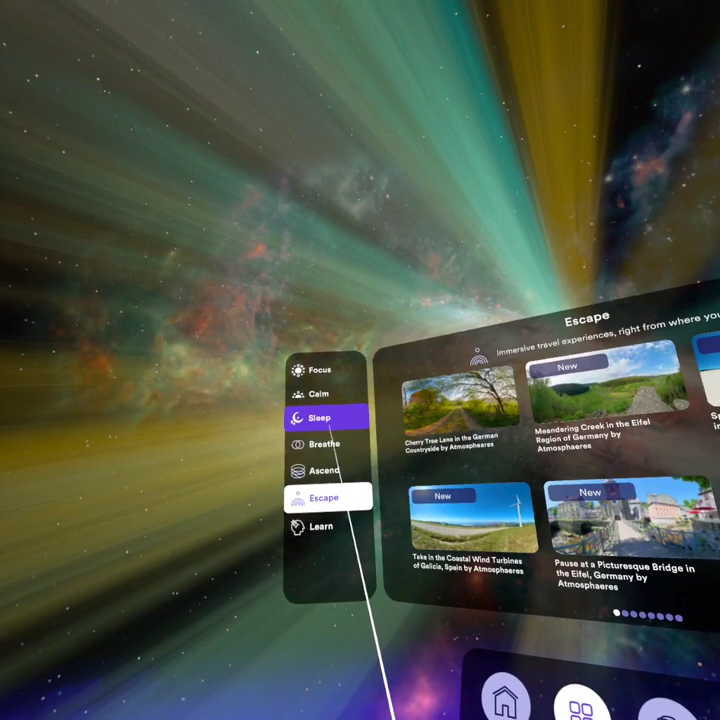 Focus
Calm
Sleep
Breathe
Ascend
Escape
Learn
Escape
Immersive travel experiences, right from where you
Cherry Tree Lane in the German
Countryside by Atmosphaeres
New
Meandering Creek in the Eifel
Region of Germany by
Atmosphaeres
New
Take in the Coastal Wind Turbines
of Galicia, Spain by Atmosphaeres
New
Pause at a Picturesque Bridge in
the Eifel, Germany by
Atmosphaeres